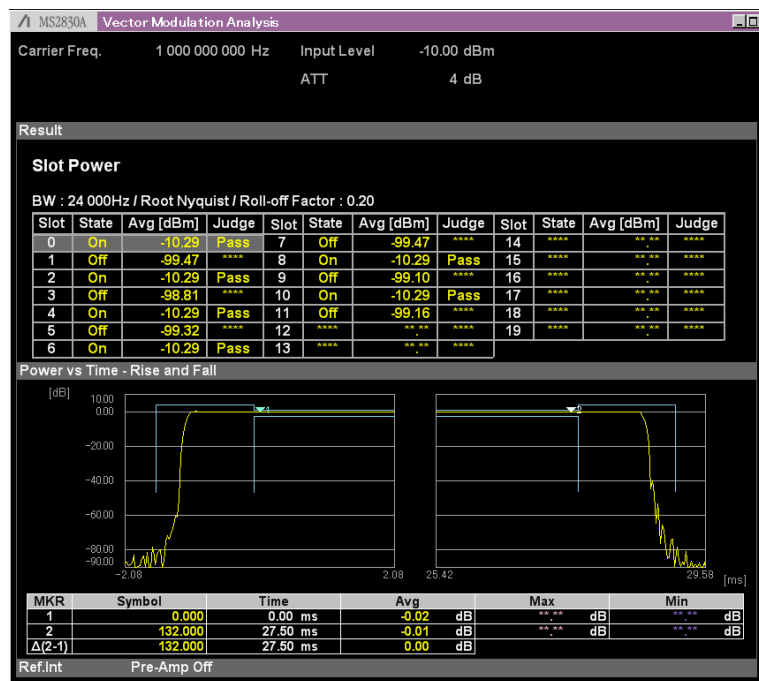 MS2830A Vector Modulation Analysis
Carrier Freq. 1 000 000 000 Hz Input Level -10.00 dBm
ATT 4 dB
Result
Slot Power
BW : 24 000Hz / Root Nyquist / Roll-off Factor : 0.20
Slot State Avg [dBm] Judge Slot State Avg [dBm] Judge Slot State Avg [dBm] Judge
0 On -10.29 Pass 7 Off -99.47 **** 14 **** **.** ****
1 Off -99.47 **** 8 On -10.29 Pass 15 **** **.** ****
2 On -10.29 Pass 9 Off -99.10 **** 16 **** **.** ****
3 Off -98.81 **** 10 On -10.29 Pass 17 **** **.** ****
4 On -10.29 Pass 11 Off -99.16 **** 18 **** **.** ****
5 Off -99.32 **** 12 **** **.** **** 19 **** **.** ****
6 On -10.29 Pass 13 **** **.** ****
Power vs Time - Rise and Fall
[dB]
10.00
0.00
1 2
-20.00
-40.00
-60.00
-80.00
-90.00
-2.08 2.08 25.42 29.58 [ms]
MKR Symbol Time Avg Max Min
1 0.000 0.00 ms -0.02 dB **.** dB **.** dB
2 132.000 27.50 ms -0.01 dB **.** dB **.** dB
Δ(2-1) 132.000 27.50 ms 0.00 dB
Ref.Int Pre-Amp Off